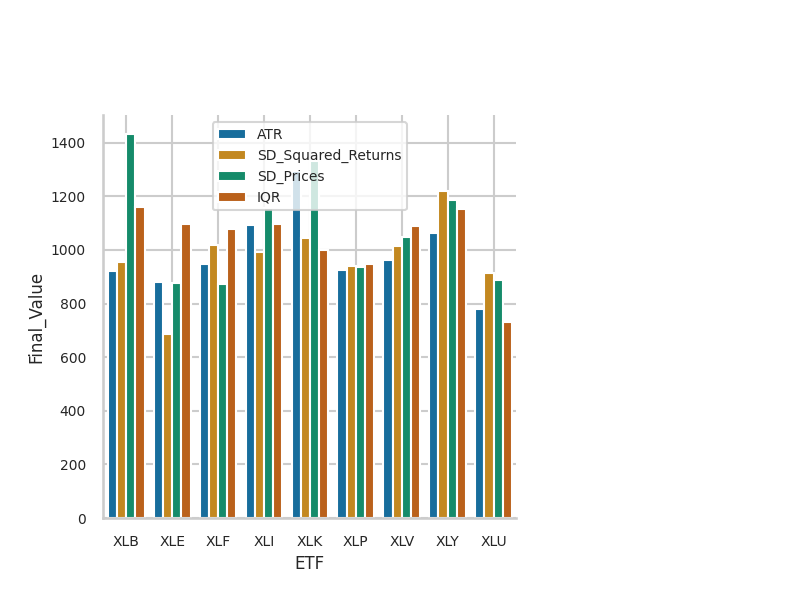 1400
1200
1000
800
600
400
200
0
Final_Value
ATR
SD_Squared_Returns
SD_Prices
IQR
XLB XLE XLF XLI XLK XLP XLV XLY XLU
ETF